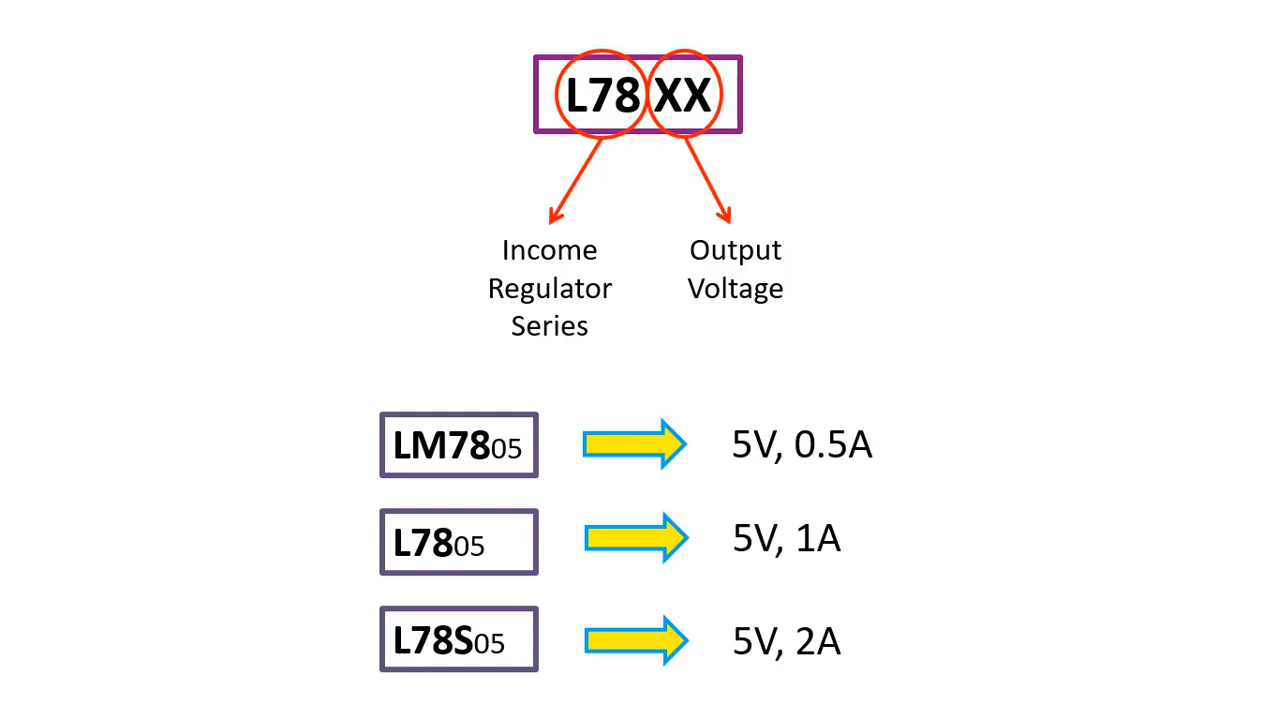 L78XX
Income Output
Regulator Voltage
Series
LM7805 5V, 0.5A
L7805 5V, 1A
L78S05 5V, 2A